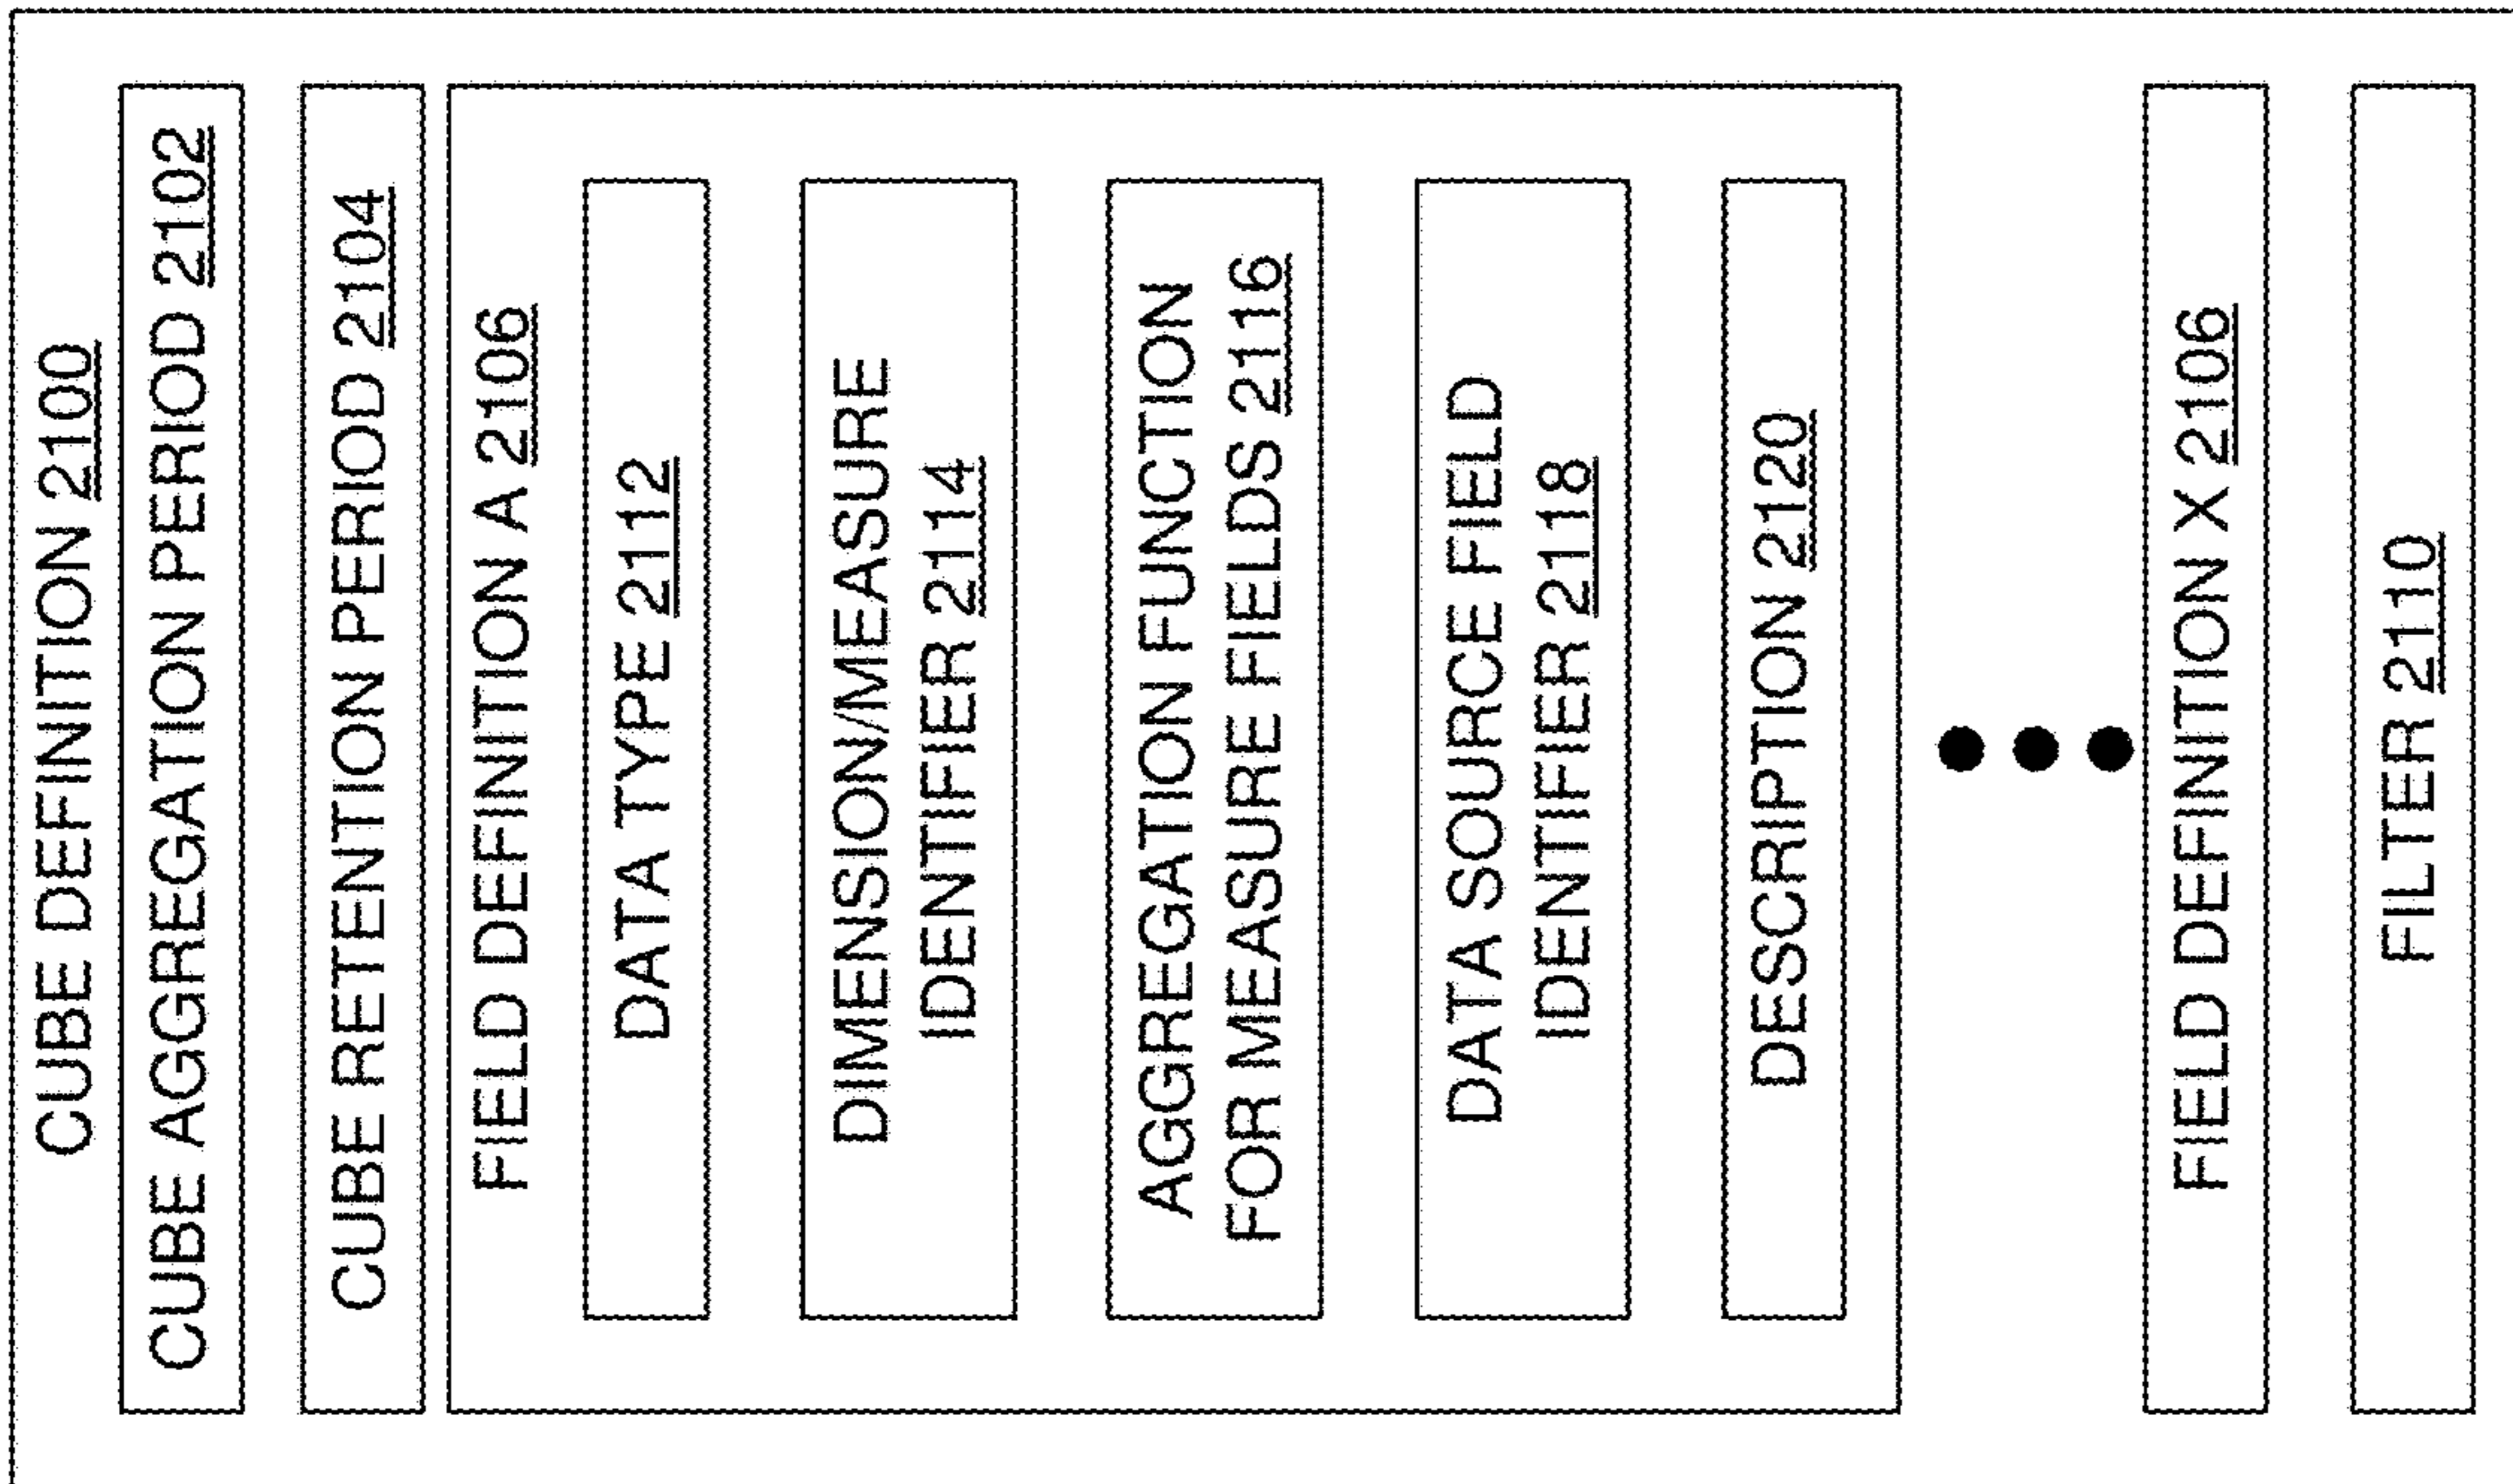 CUBE DEFINITION 2100
CUBE AGGREGATION PERIOD 2102
CUBE RETENTION PERIOD 2104
FIELD DEFINITION A 2106
DATA TYPE 2112
DIMENSION/MEASURE
IDENTIFIER 2114
AGGREGATION FUNCTION
FOR MEASURE FIELDS 2116
DATA SOURCE FIELD
IDENTIFIER 2118
DESCRIPTION 2120
FIELD DEFINITION X 2106
FILTER 2110